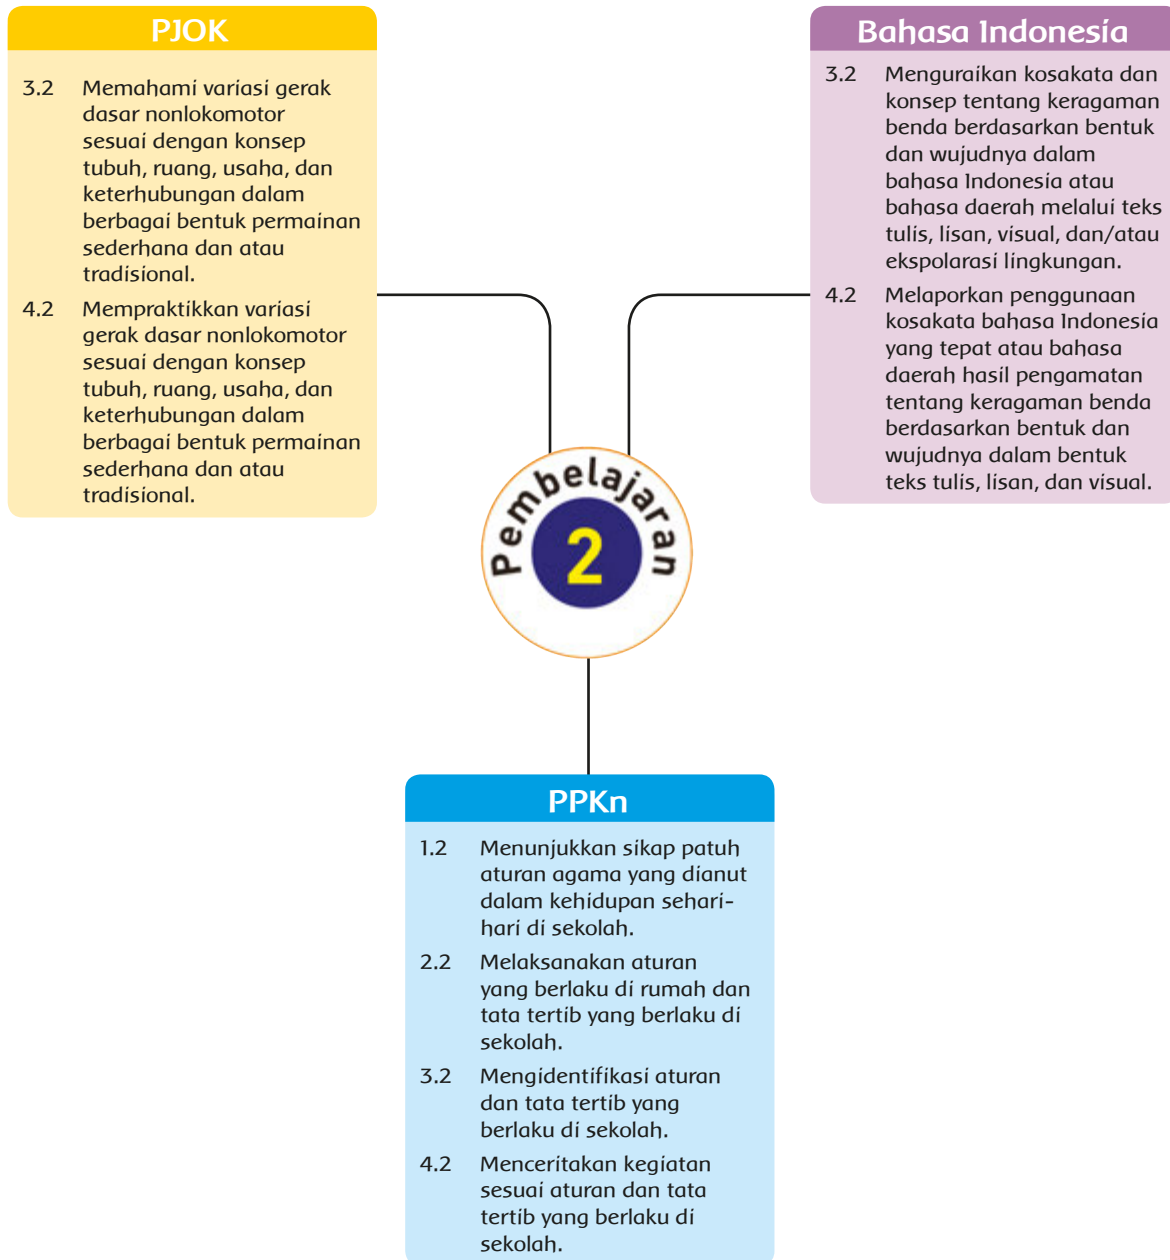 PJOK
3.2 Memahami variasi gerak
dasar nonlokomotor
sesuai dengan konsep
tubuh, ruang, usaha, dan
keterhubungan dalam
berbagai bentuk permainan
sederhana dan atau
tradisional.
4.2 Mempraktikkan variasi
gerak dasar nonlokomotor
sesuai dengan konsep
tubuh, ruang, usaha, dan
keterhubungan dalam
berbagai bentuk permainan
sederhana dan atau
tradisional.
Bahasa Indonesia
3.2 Menguraikan kosakata dan
konsep tentang keragaman
benda berdasarkan bentuk
dan wujudnya dalam
bahasa Indonesia atau
bahasa daerah melalui teks
tulis, lisan, visual, dan/atau
ekspolarasi lingkungan.
4.2 Melaporkan penggunaan
kosakata bahasa Indonesia
yang tepat atau bahasa
daerah hasil pengamatan
tentang keragaman benda
berdasarkan bentuk dan
wujudnya dalam bentuk
teks tulis, lisan, dan visual.
Pembelajaran
2
PPKn
1.2 Menunjukkan sikap patuh
aturan agama yang dianut
dalam kehidupan sehari-
hari di sekolah.
2.2 Melaksanakan aturan
yang berlaku di rumah dan
tata tertib yang berlaku di
sekolah.
3.2 Mengidentifikasi aturan
dan tata tertib yang
berlaku di sekolah.
4.2 Menceritakan kegiatan
sesuai aturan dan tata
tertib yang berlaku di
sekolah.